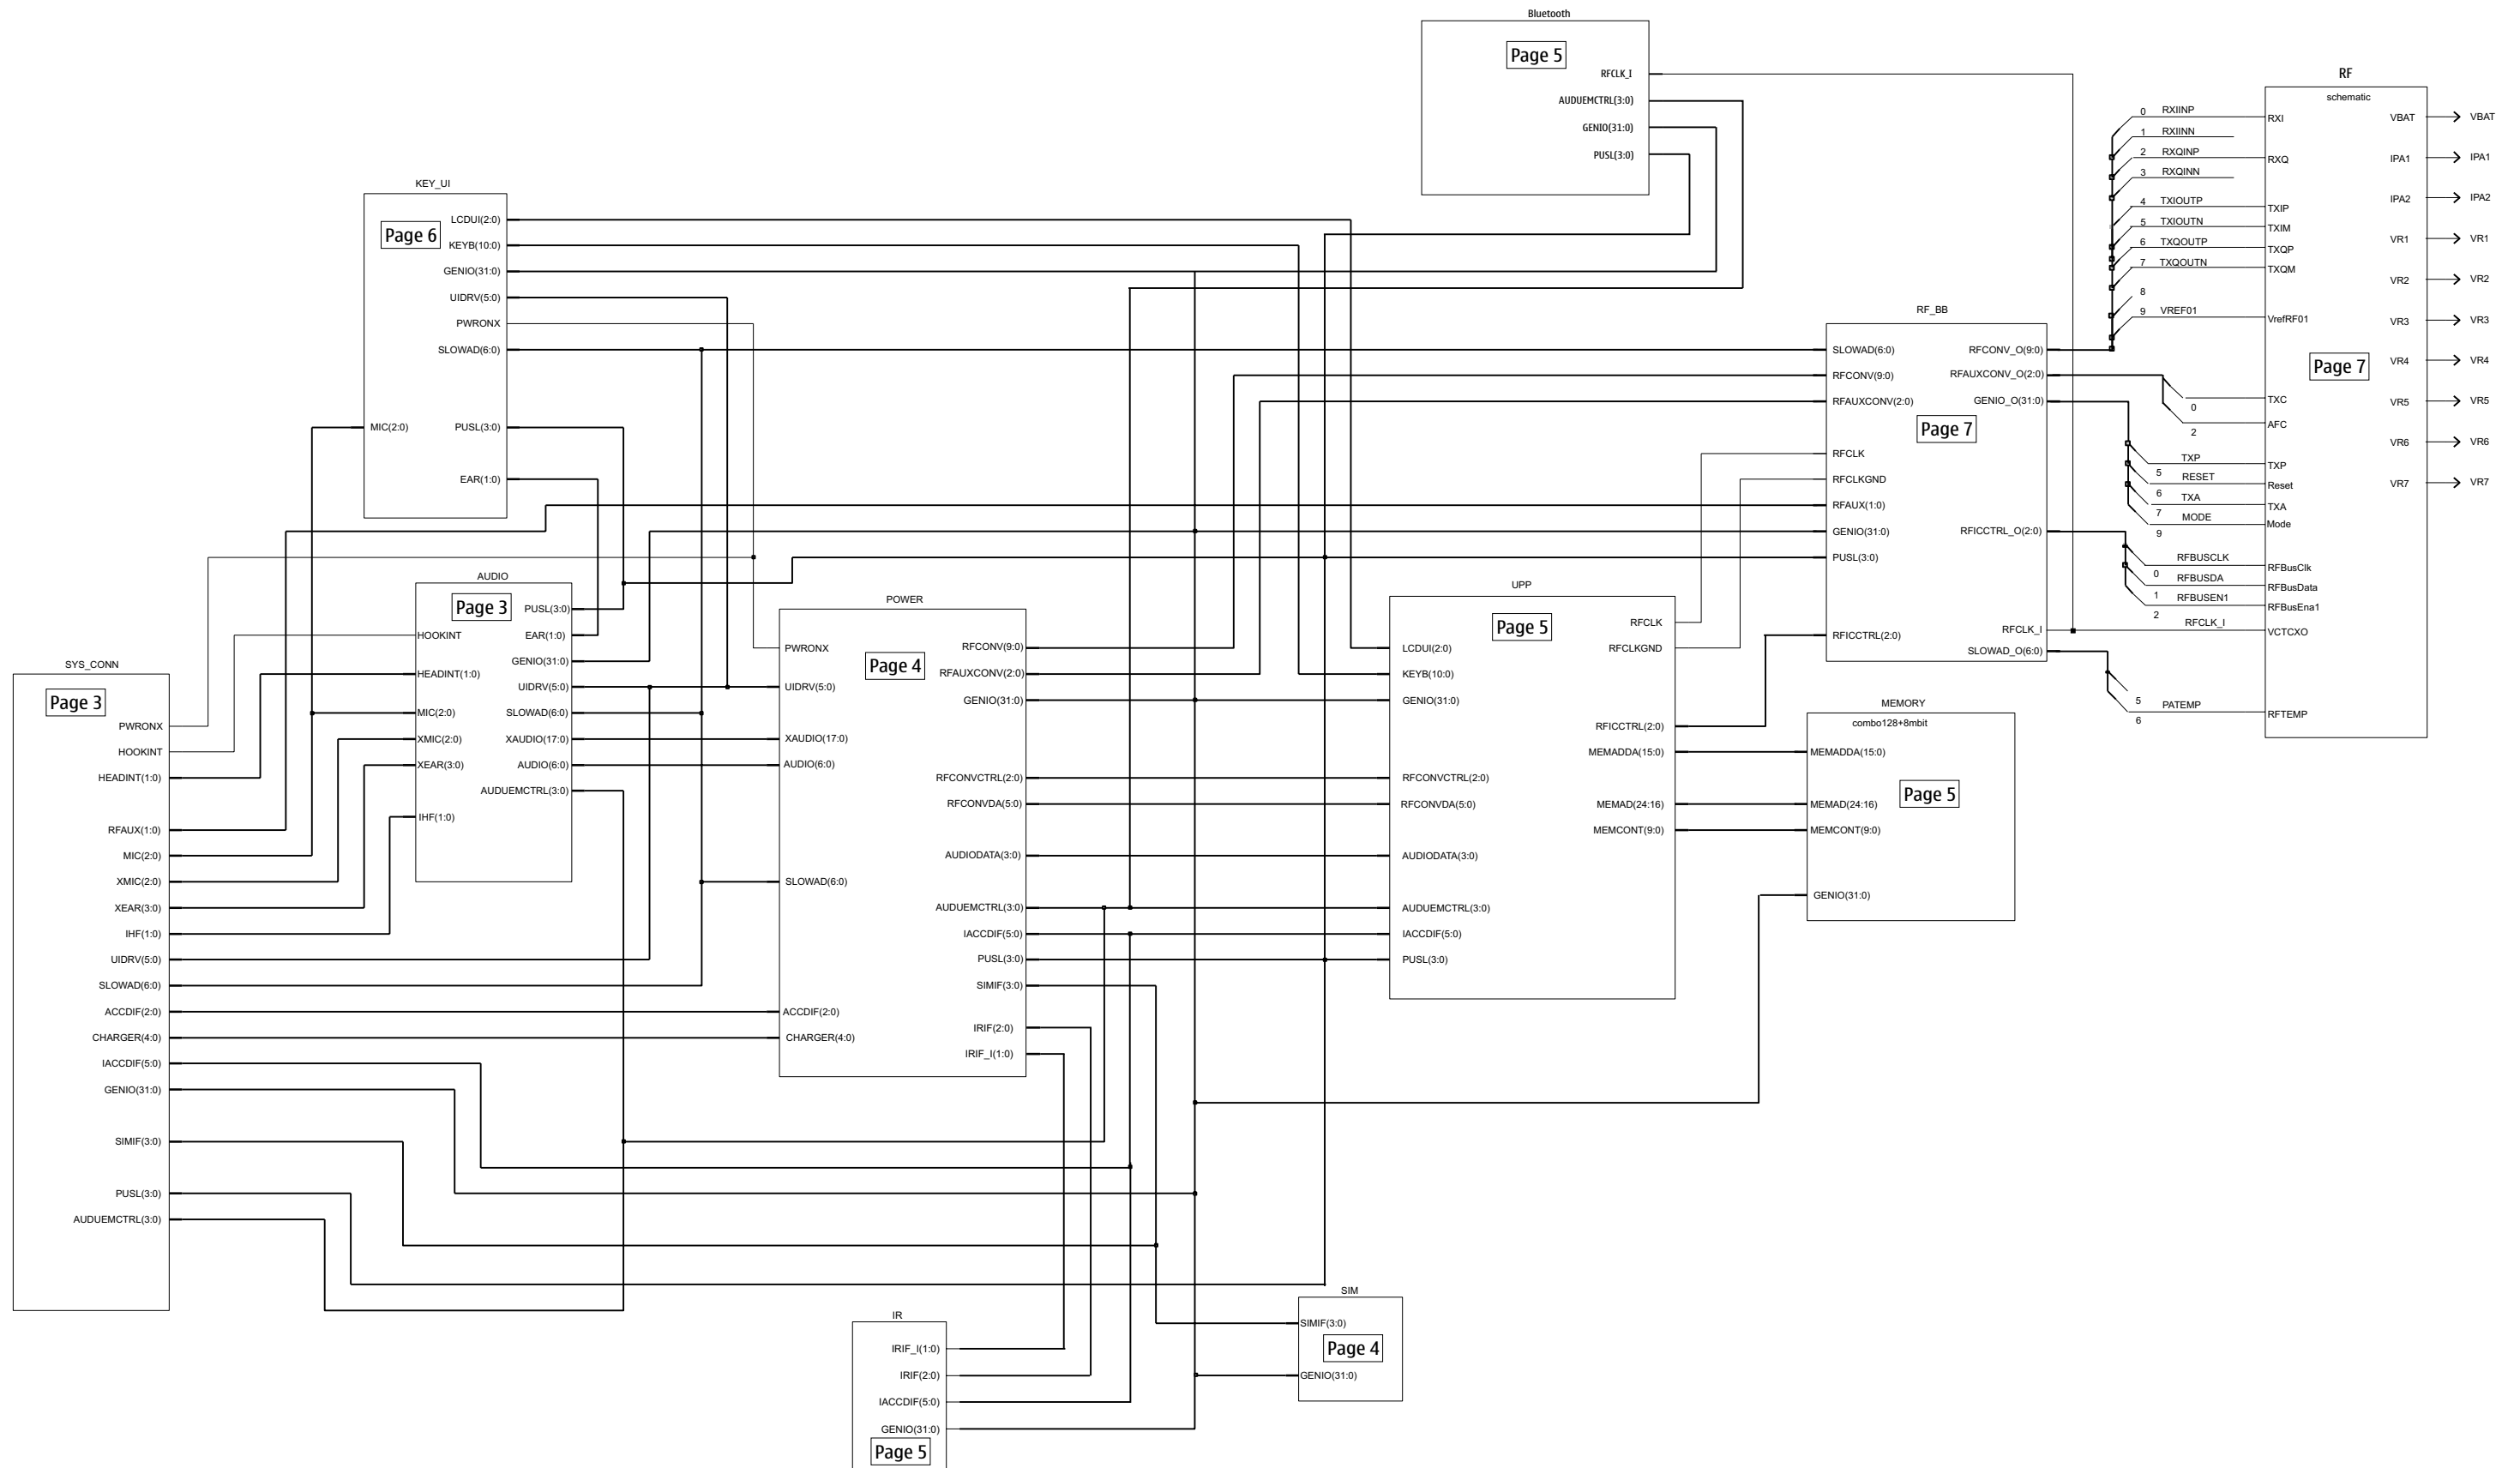 Bluetooth
Page 5
RFCLK_I
AUDUEMCTRL(3:0)
GENIO(31:0)
PUSL(3:0)
KEY_UI
Page 6
LCDUI(2:0)
KEYB(10:0)
GENIO(31:0)
UIDRV(5:0)
PWRONX
SLOWAD(6:0)
MIC(2:0)
PUSL(3:0)
EAR(1:0)
SYS_CONN
Page 3
PWRONX
HOOKINT
HEADINT(1:0)
RFAUX(1:0)
MIC(2:0)
XMIC(2:0)
XEAR(3:0)
IHF(1:0)
UIDRV(5:0)
SLOWAD(6:0)
ACCDIF(2:0)
CHARGER(4:0)
IACCDIF(5:0)
GENIO(31:0)
SIMIF(3:0)
PUSL(3:0)
AUDUEMCTRL(3:0)
AUDIO
Page 3
HOOKINT
HEADINT(1:0)
MIC(2:0)
XMIC(2:0)
XEAR(3:0)
IHF(1:0)
PUSL(3:0)
EAR(1:0)
GENIO(31:0)
UIDRV(5:0)
SLOWAD(6:0)
XAUDIO(17:0)
AUDIO(6:0)
AUDUEMCTRL(3:0)
POWER
Page 4
PWRONX
UIDRV(5:0)
XAUDIO(17:0)
AUDIO(6:0)
SLOWAD(6:0)
ACCDIF(2:0)
CHARGER(4:0)
RFCONV(9:0)
RFAUXCONV(2:0)
GENIO(31:0)
RFCONVCTRL(2:0)
RFCONVDA(5:0)
AUDIODATA(3:0)
AUDUEMCTRL(3:0)
IACCDIF(5:0)
PUSL(3:0)
SIMIF(3:0)
IRIF(2:0)
IRIF_I(1:0)
UPP
Page 5
LCDUI(2:0)
KEYB(10:0)
GENIO(31:0)
RFCONVCTRL(2:0)
RFCONVDA(5:0)
AUDIODATA(3:0)
AUDUEMCTRL(3:0)
IACCDIF(5:0)
PUSL(3:0)
RFCLK
RFCLKGND
RFICCTRL(2:0)
MEMADDA(15:0)
MEMAD(24:16)
MEMCONT(9:0)
MEMORY
combo128+8mbit
MEMADDA(15:0)
Page 5
MEMAD(24:16)
MEMCONT(9:0)
GENIO(31:0)
RF_BB
Page 7
SLOWAD(6:0)
RFCONV(9:0)
RFAUXCONV(2:0)
RFCLK
RFCLKGND
RFAUX(1:0)
GENIO(31:0)
PUSL(3:0)
RFICCTRL(2:0)
RFCONV_O(9:0)
RFAUXCONV_O(2:0)
GENIO_O(31:0)
RFICCTRL_O(2:0)
RFCLK_I
SLOWAD_O(6:0)
0 RXIINP
1 RXIINN
2 RXQINP
3 RXQINN
4 TXIOUTP
5 TXIOUTN
6 TXQOUTP
7 TXQOUTN
8
9 VREF01
0
2
TXP
5 RESET
6 TXA
7 MODE
9
RFBUSCLK
0 RFBUSDA
1 RFBUSEN1
2
RFCLK_I
5
PATEMP
6
RF
schematic
Page 7
RXI
RXQ
TXIP
TXIM
TXQP
TXQM
VrefRF01
TXC
AFC
TXP
Reset
TXA
Mode
RFBusClk
RFBusData
RFBusEna1
VCTCXO
RFTEMP
VBAT VBAT
IPA1 IPA1
IPA2 IPA2
VR1 VR1
VR2 VR2
VR3 VR3
VR4 VR4
VR5 VR5
VR6 VR6
VR7 VR7
IR
IRIF_I(1:0)
IRIF(2:0)
IACCDIF(5:0)
GENIO(31:0)
Page 5
SIM
SIMIF(3:0)
Page 4
GENIO(31:0)